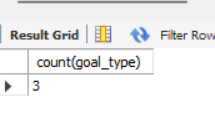 Result Grid Filter Row
count(goal_type)
3